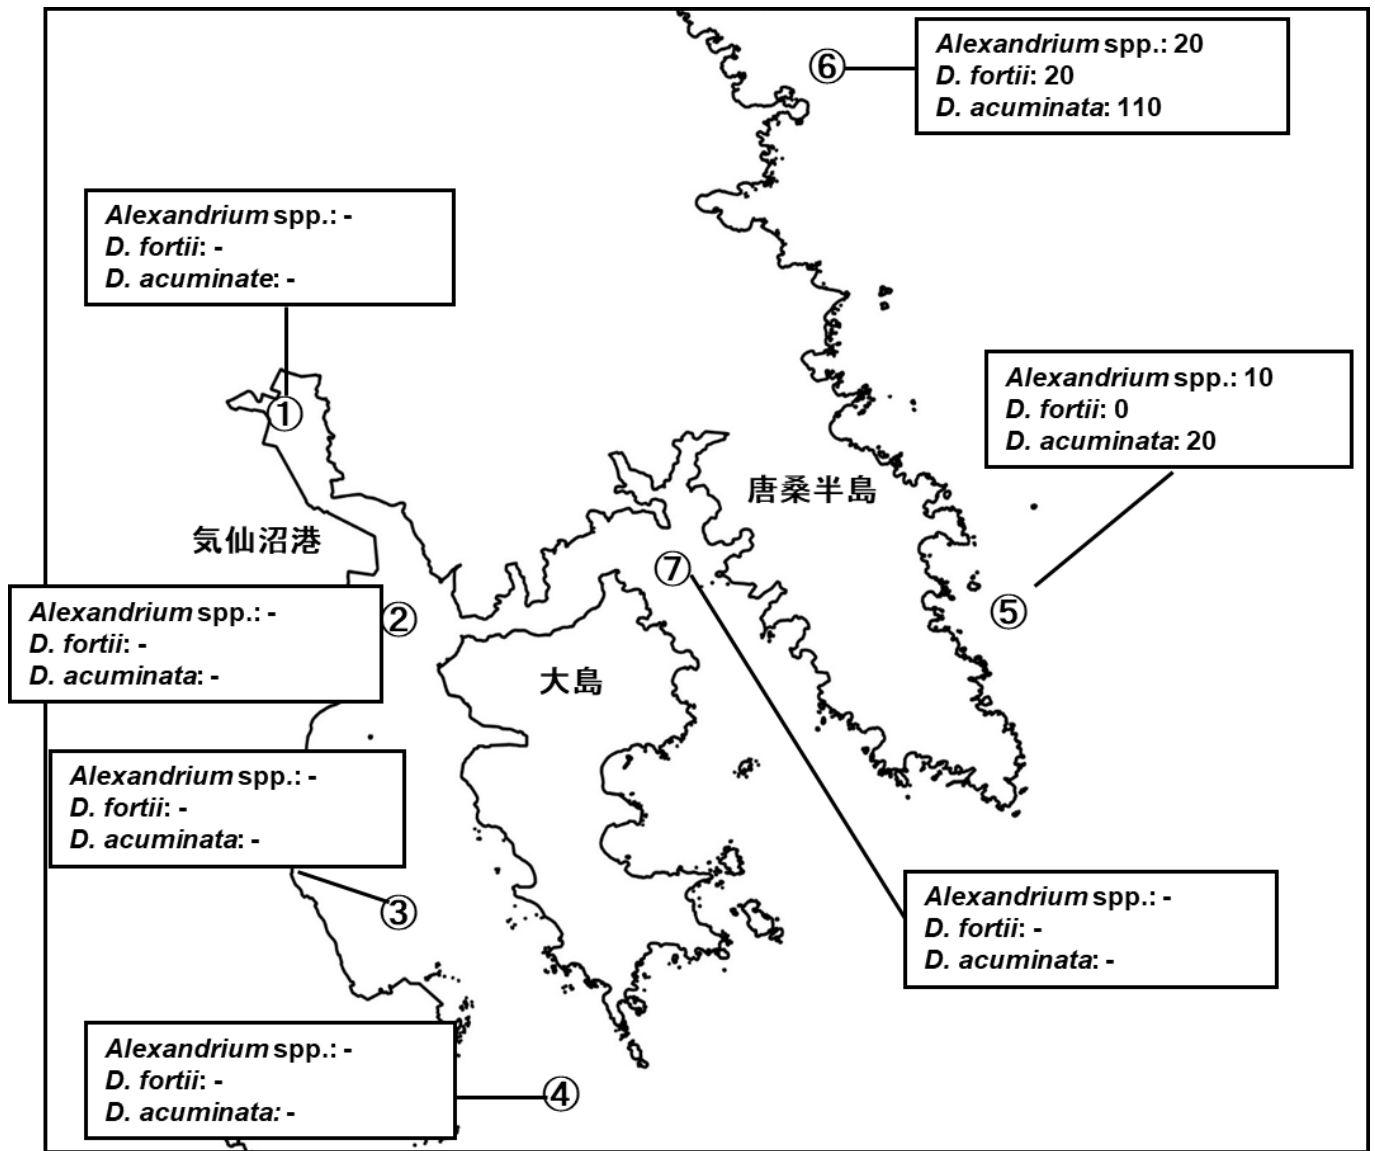 ⑥
Alexandrium spp.: 20
D. fortii: 20
D. acuminata: 110
Alexandrium spp.: -
D. fortii: -
D. acuminate: -
①
Alexandrium spp.: 10
D. fortii: 0
D. acuminata: 20
唐桑半島
気仙沼港
⑦
Alexandrium spp.: -
D. fortii: -
D. acuminata: -
②
⑤
大島
Alexandrium spp.: -
D. fortii: -
D. acuminata: -
③
Alexandrium spp.: -
D. fortii: -
D. acuminata: -
Alexandrium spp.: -
D. fortii: -
D. acuminata: -
④